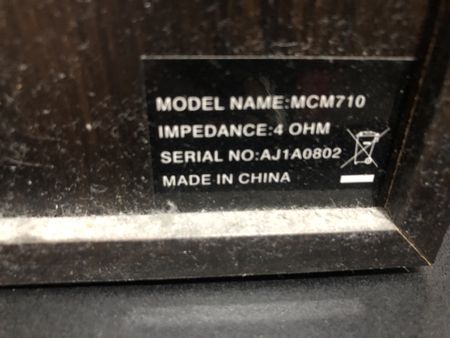 MODEL NAME:MCM710
IMPEDANCE:4 OHM
SERIAL NO:AJ1A0802
MADE IN CHINA